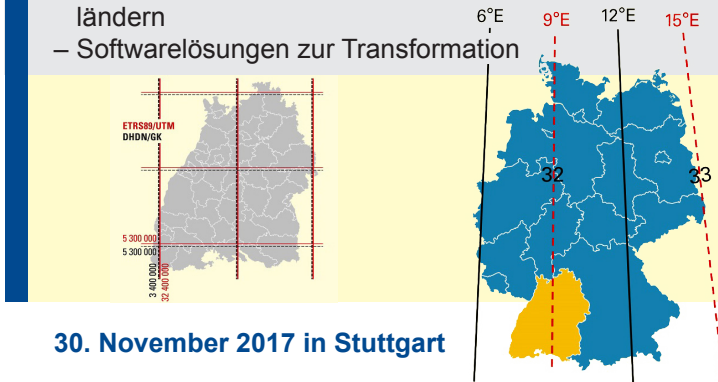 ländern
– Softwarelösungen zur Transformation
6°E 9°E 12°E 15°E
ETRS89/UTM
DHDN/GK
32 33
5 300 000
5 300 000
3 400 000
32 400 000
30. November 2017 in Stuttgart